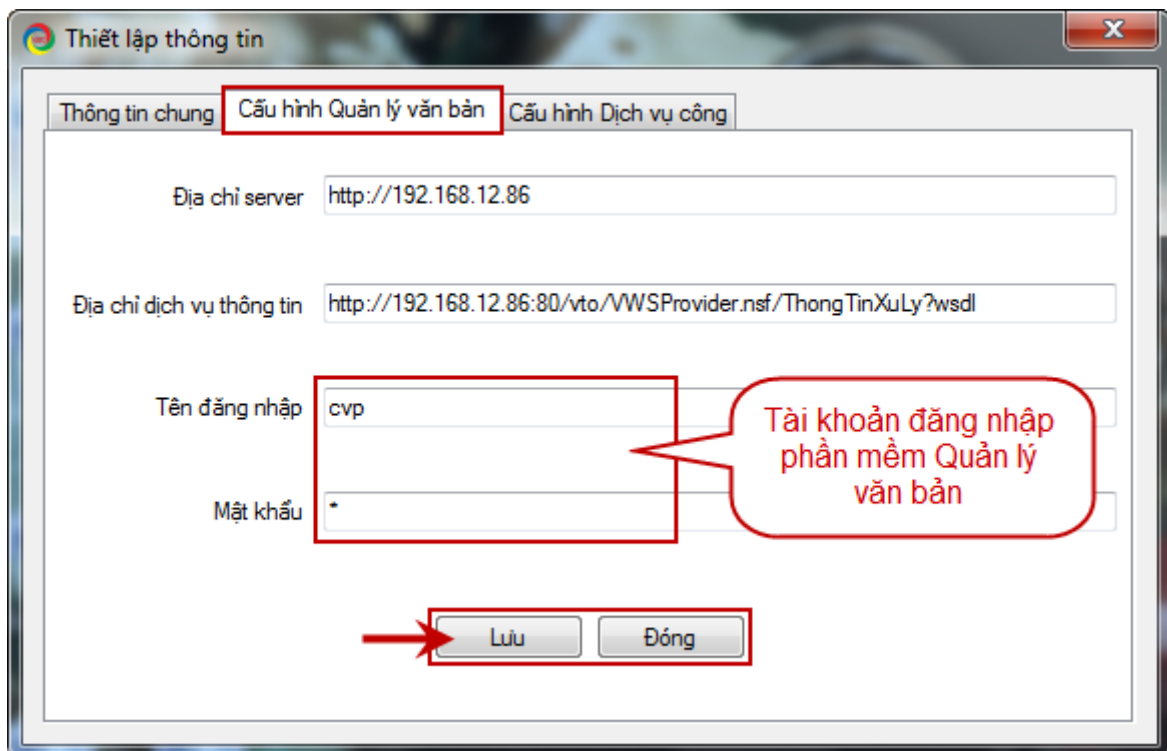 Thiết lập thông tin
Thông tin chung
Cấu hình Quản lý văn bản
Cấu hình Dịch vụ công
Địa chỉ server
http://192.168.12.86
Địa chỉ dịch vụ thông tin
http://192.168.12.86:80/vto/VWSProvider.nsf/ThongTinXuLy?wsdl
Tên đăng nhập
cvp
Mật khẩu
*
Tài khoản đăng nhập
phần mềm Quản lý
văn bản
Lưu
Đóng